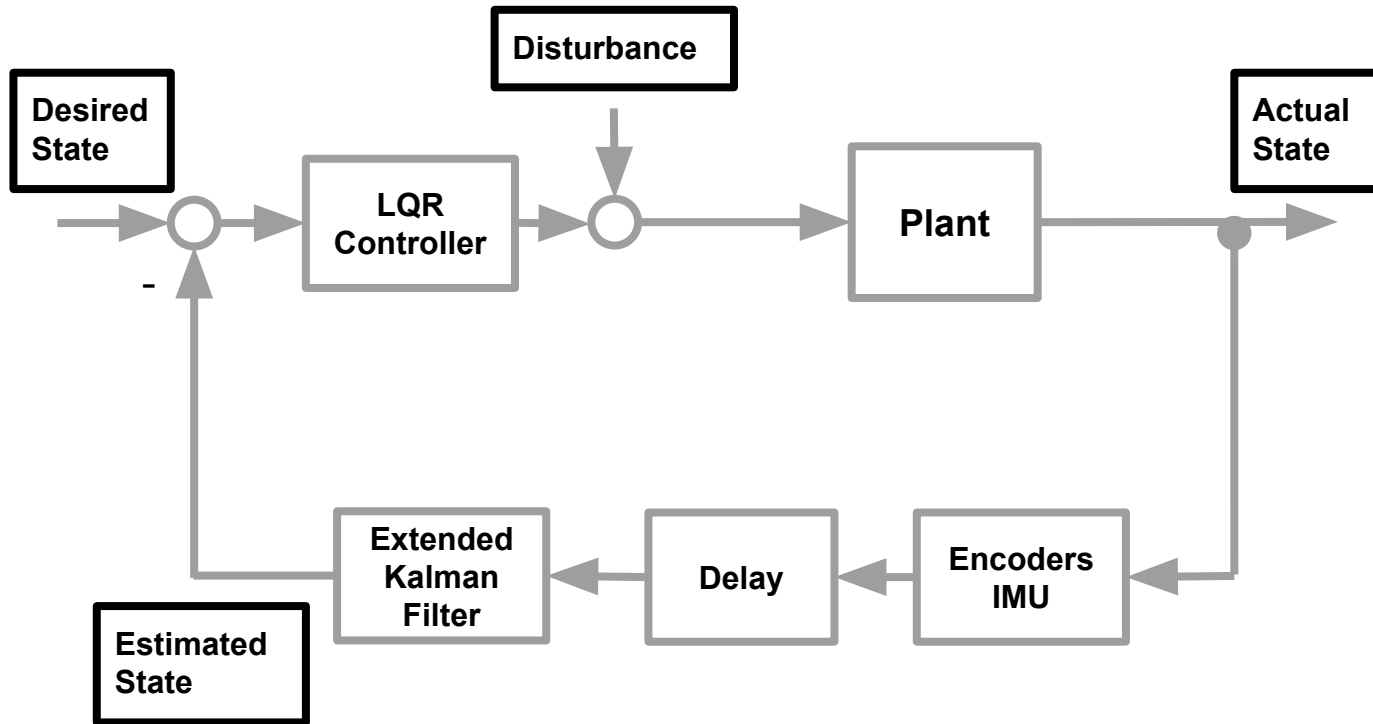 Disturbance
Desired
State
Actual
State
LQR
Controller
Plant
-
Extended
Kalman
Filter
Delay
Encoders
IMU
Estimated
State